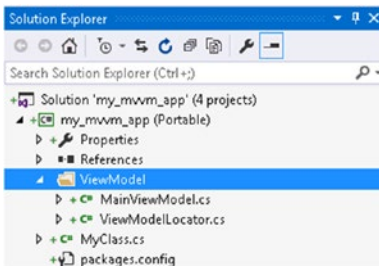 Solution Explorer
Search Solution Explorer (Ctrl+;)
Solution 'my_mvvm_app' (4 projects)
my_mvvm_app (Portable)
Properties
References
ViewModel
C# MainViewModel.cs
C# ViewModelLocator.cs
C# MyClass.cs
packages.config